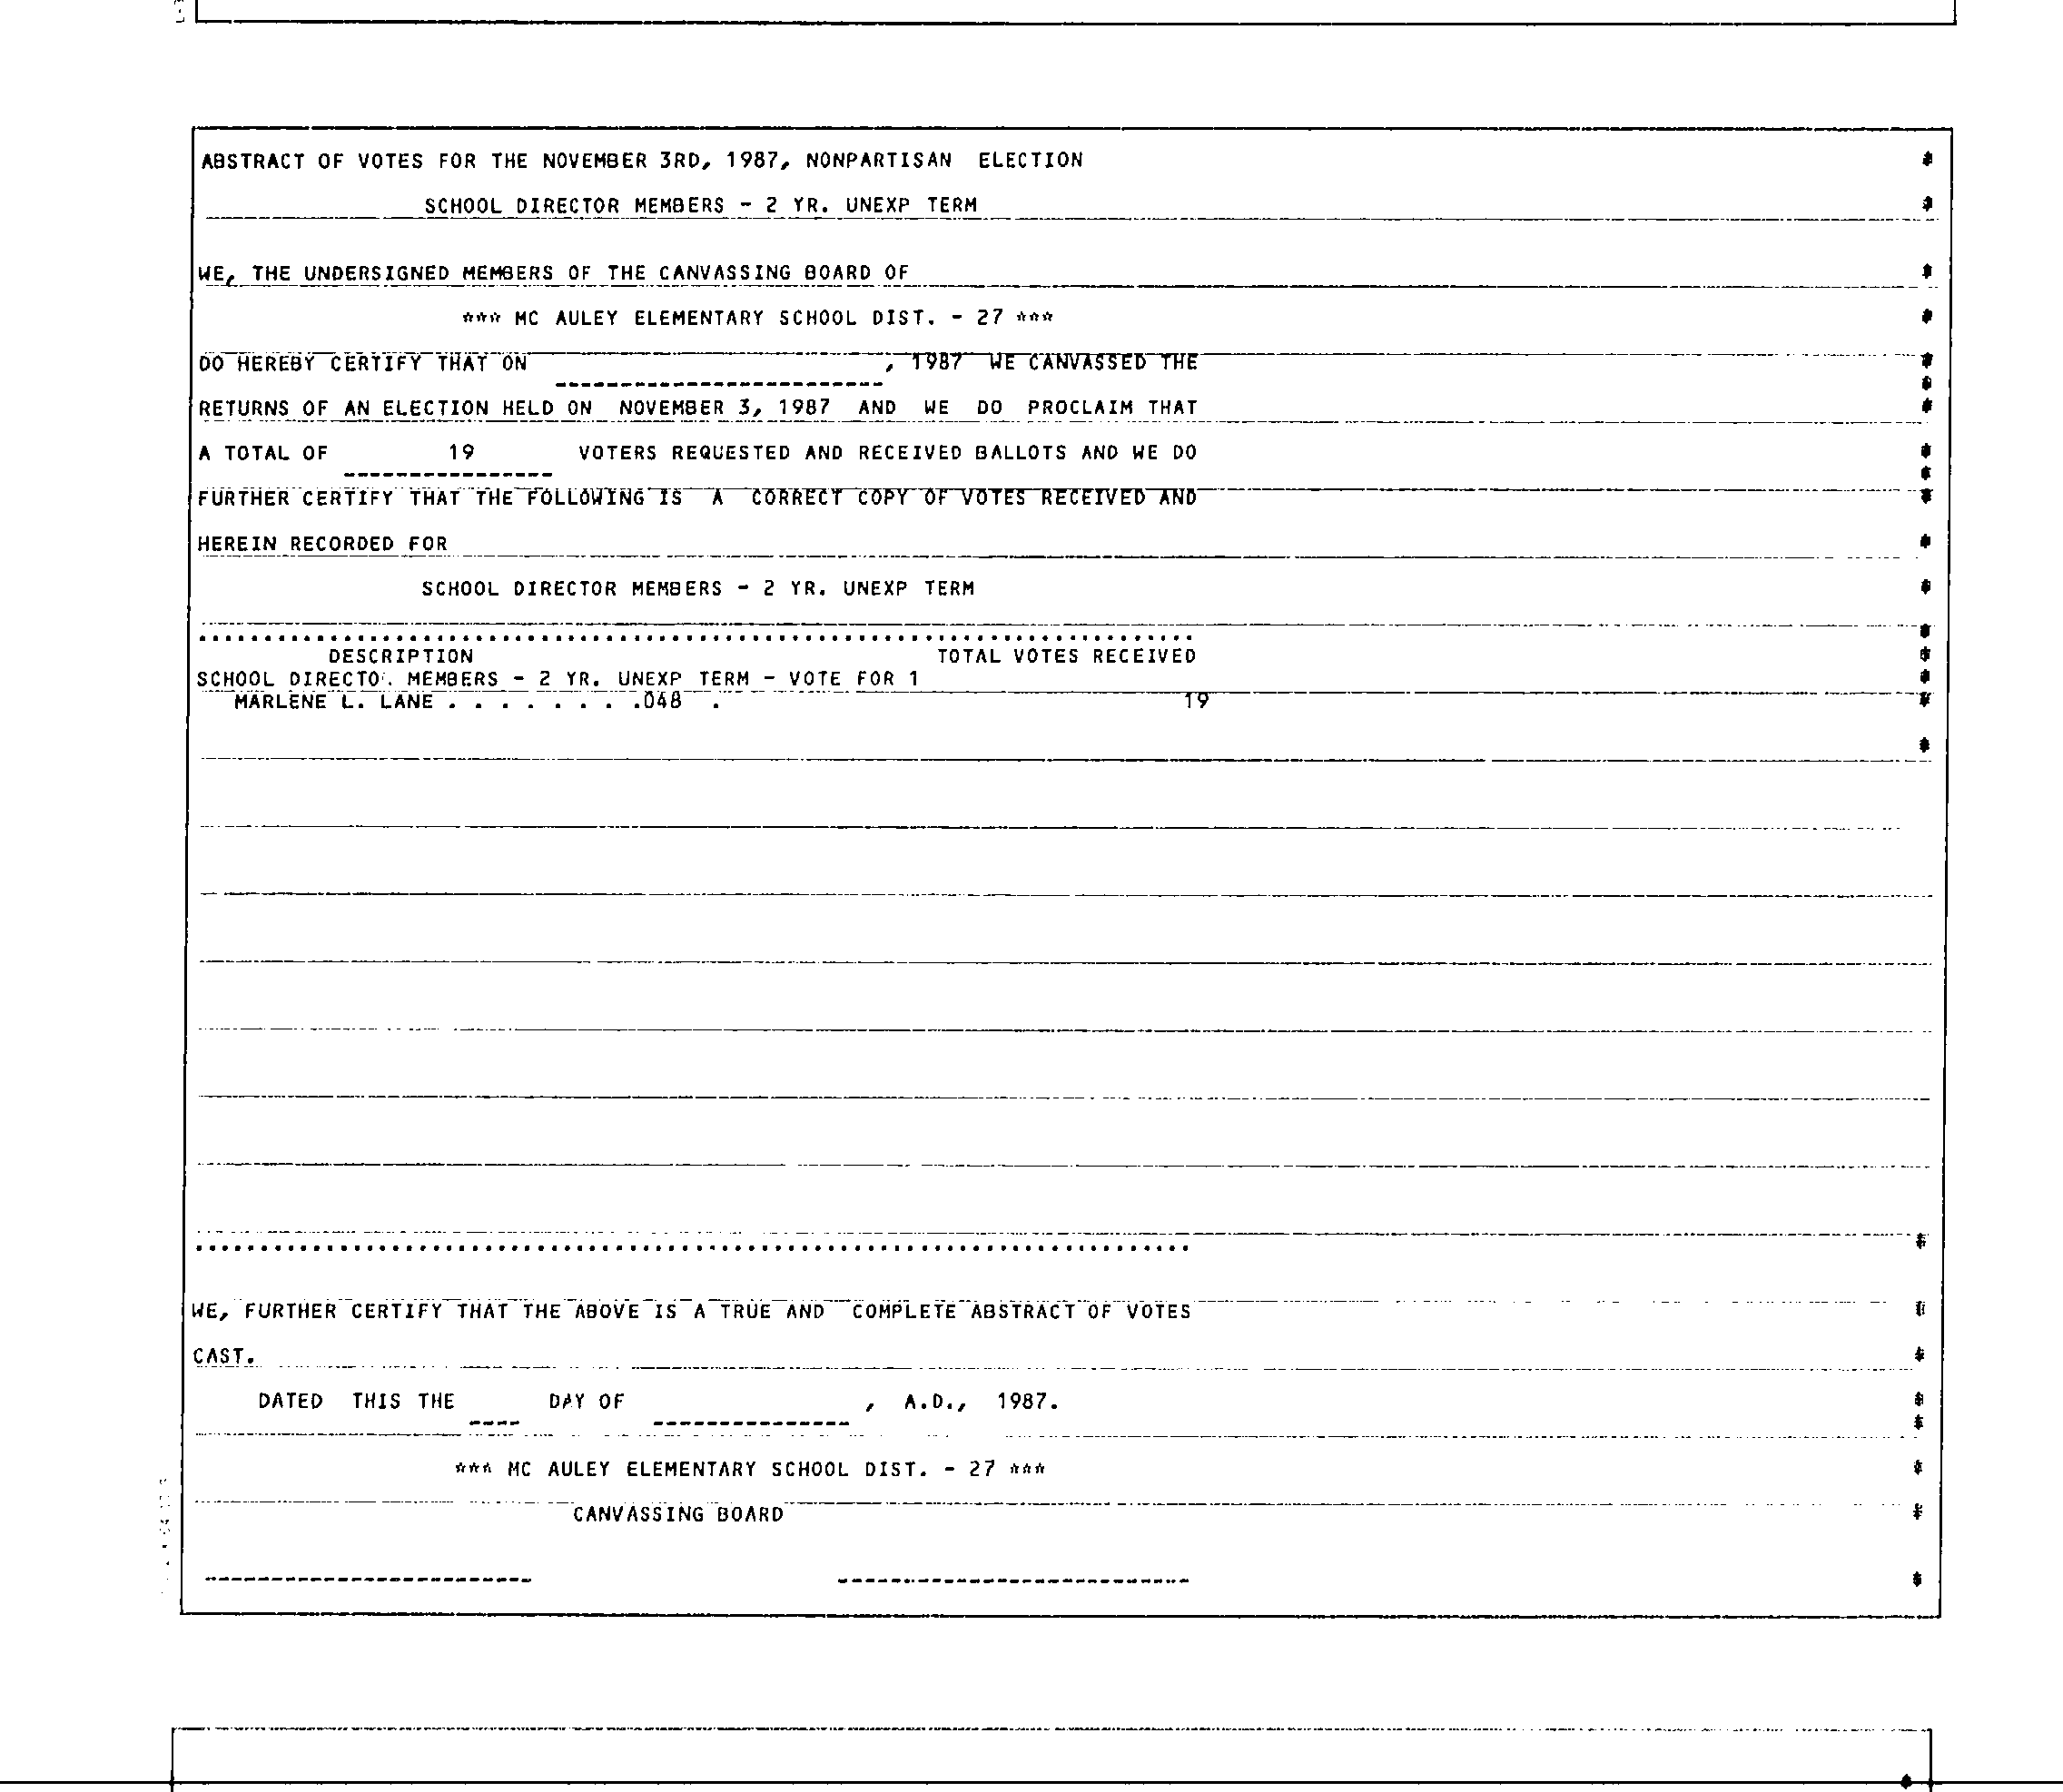 ABSTRACT OF VOTES FOR THE NOVEMBER 3RD, 1987, NONPARTISAN ELECTION
SCHOOL DIRECTOR MEMBERS - 2 YR. UNEXP TERM
WE, THE UNDERSIGNED MEMBERS OF THE CANVASSING BOARD OF
*** MC AULEY ELEMENTARY SCHOOL DIST. - 27 ***
DO HEREBY CERTIFY THAT ON , 1987 WE CANVASSED THE
RETURNS OF AN ELECTION HELD ON NOVEMBER 3, 1987 AND WE DO PROCLAIM THAT
A TOTAL OF 19 VOTERS REQUESTED AND RECEIVED BALLOTS AND WE DO
FURTHER CERTIFY THAT THE FOLLOWING IS A CORRECT COPY OF VOTES RECEIVED AND
HEREIN RECORDED FOR
SCHOOL DIRECTOR MEMBERS - 2 YR. UNEXP TERM
DESCRIPTION TOTAL VOTES RECEIVED
SCHOOL DIRECTO. MEMBERS - 2 YR. UNEXP TERM - VOTE FOR 1
MARLENE L. LANE . . . . . . . .048 . 19
WE, FURTHER CERTIFY THAT THE ABOVE IS A TRUE AND COMPLETE ABSTRACT OF VOTES
CAST.
DATED THIS THE ---- DAY OF --------------- , A.D., 1987.
*** MC AULEY ELEMENTARY SCHOOL DIST. - 27 ***
CANVASSING BOARD